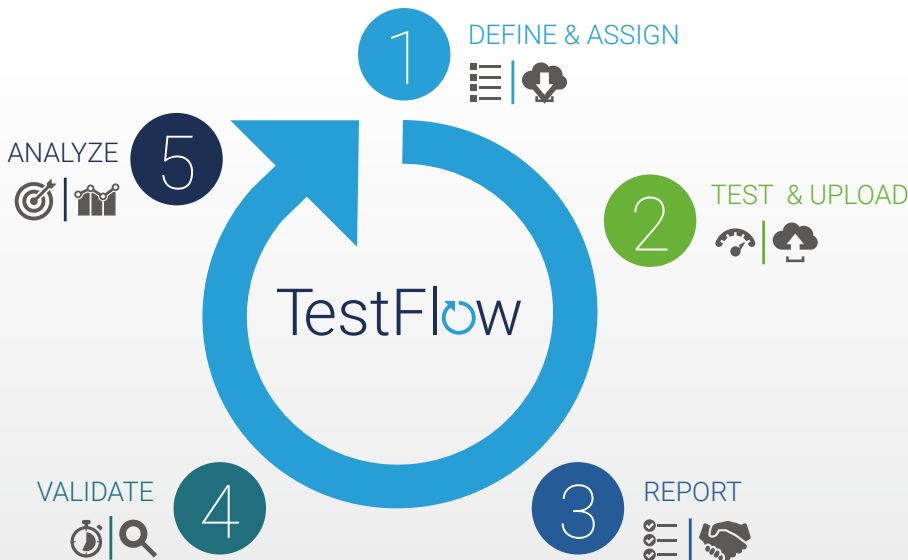 1
DEFINE & ASSIGN
2
TEST & UPLOAD
3
REPORT
4
VALIDATE
5
ANALYZE
TestFlow